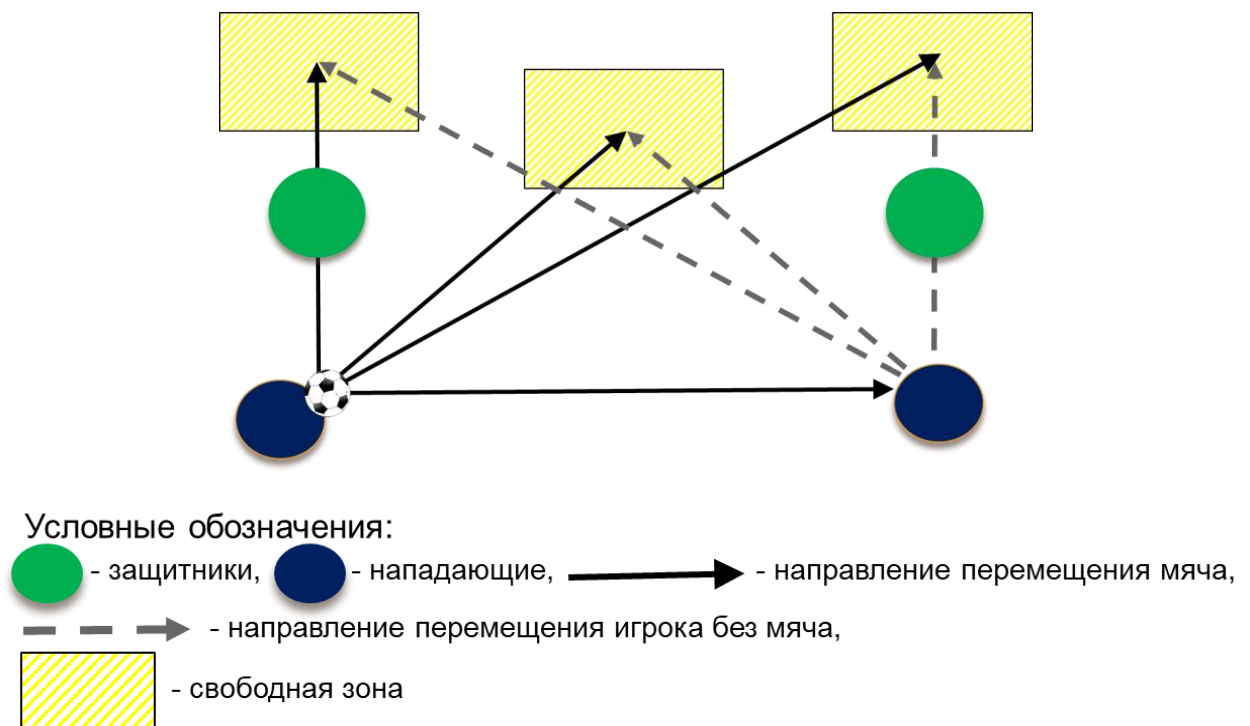 Условные обозначения:
- защитники, - нападающие, - направление перемещения мяча,
- направление перемещения игрока без мяча,
- свободная зона